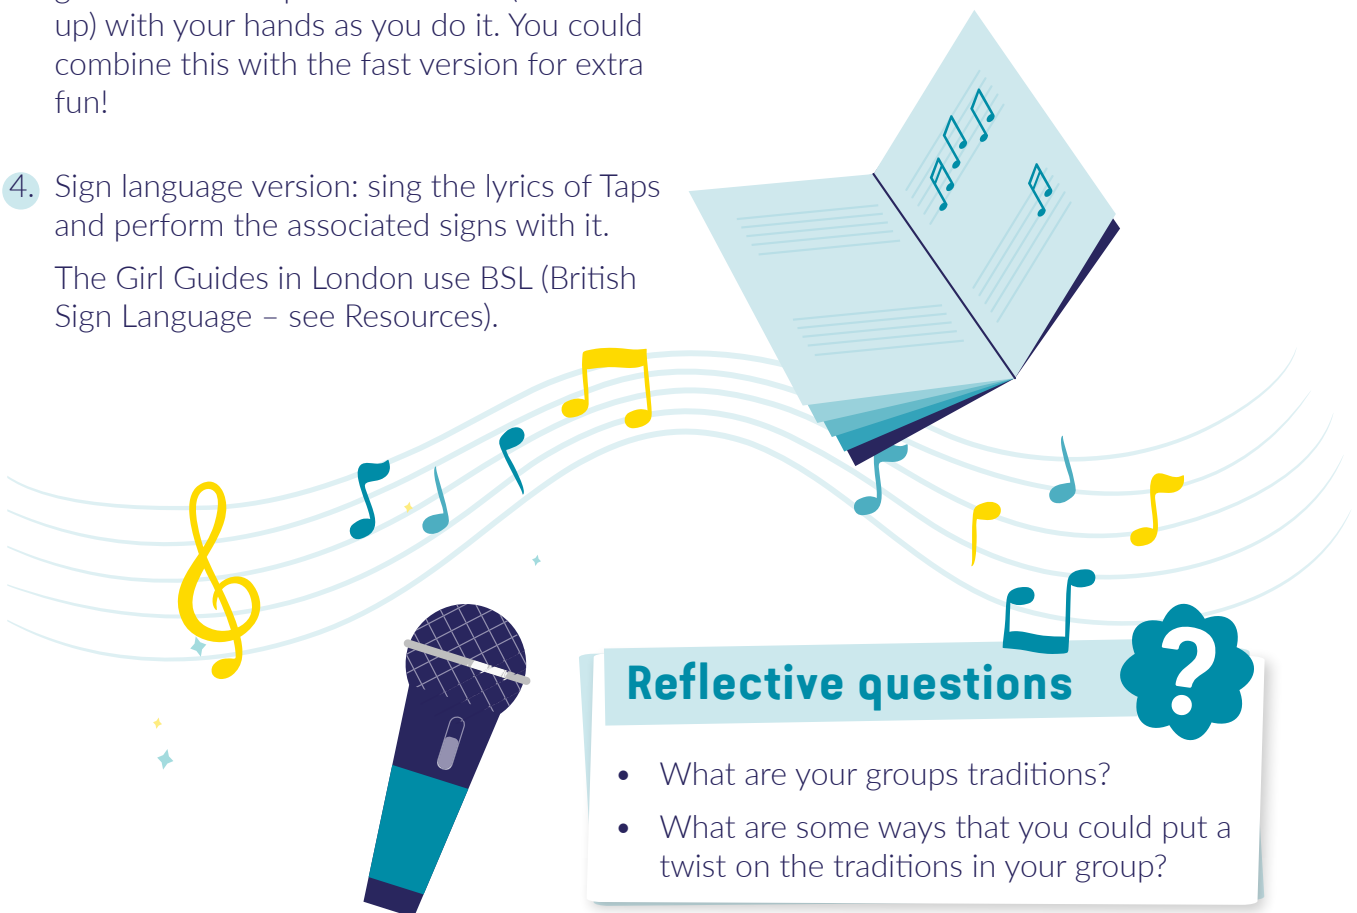 up) with your hands as you do it. You could
combine this with the fast version for extra
fun!
4. Sign language version: sing the lyrics of Taps
and perform the associated signs with it.
The Girl Guides in London use BSL (British
Sign Language – see Resources).
Reflective questions
?
• What are your groups traditions?
• What are some ways that you could put a
twist on the traditions in your group?